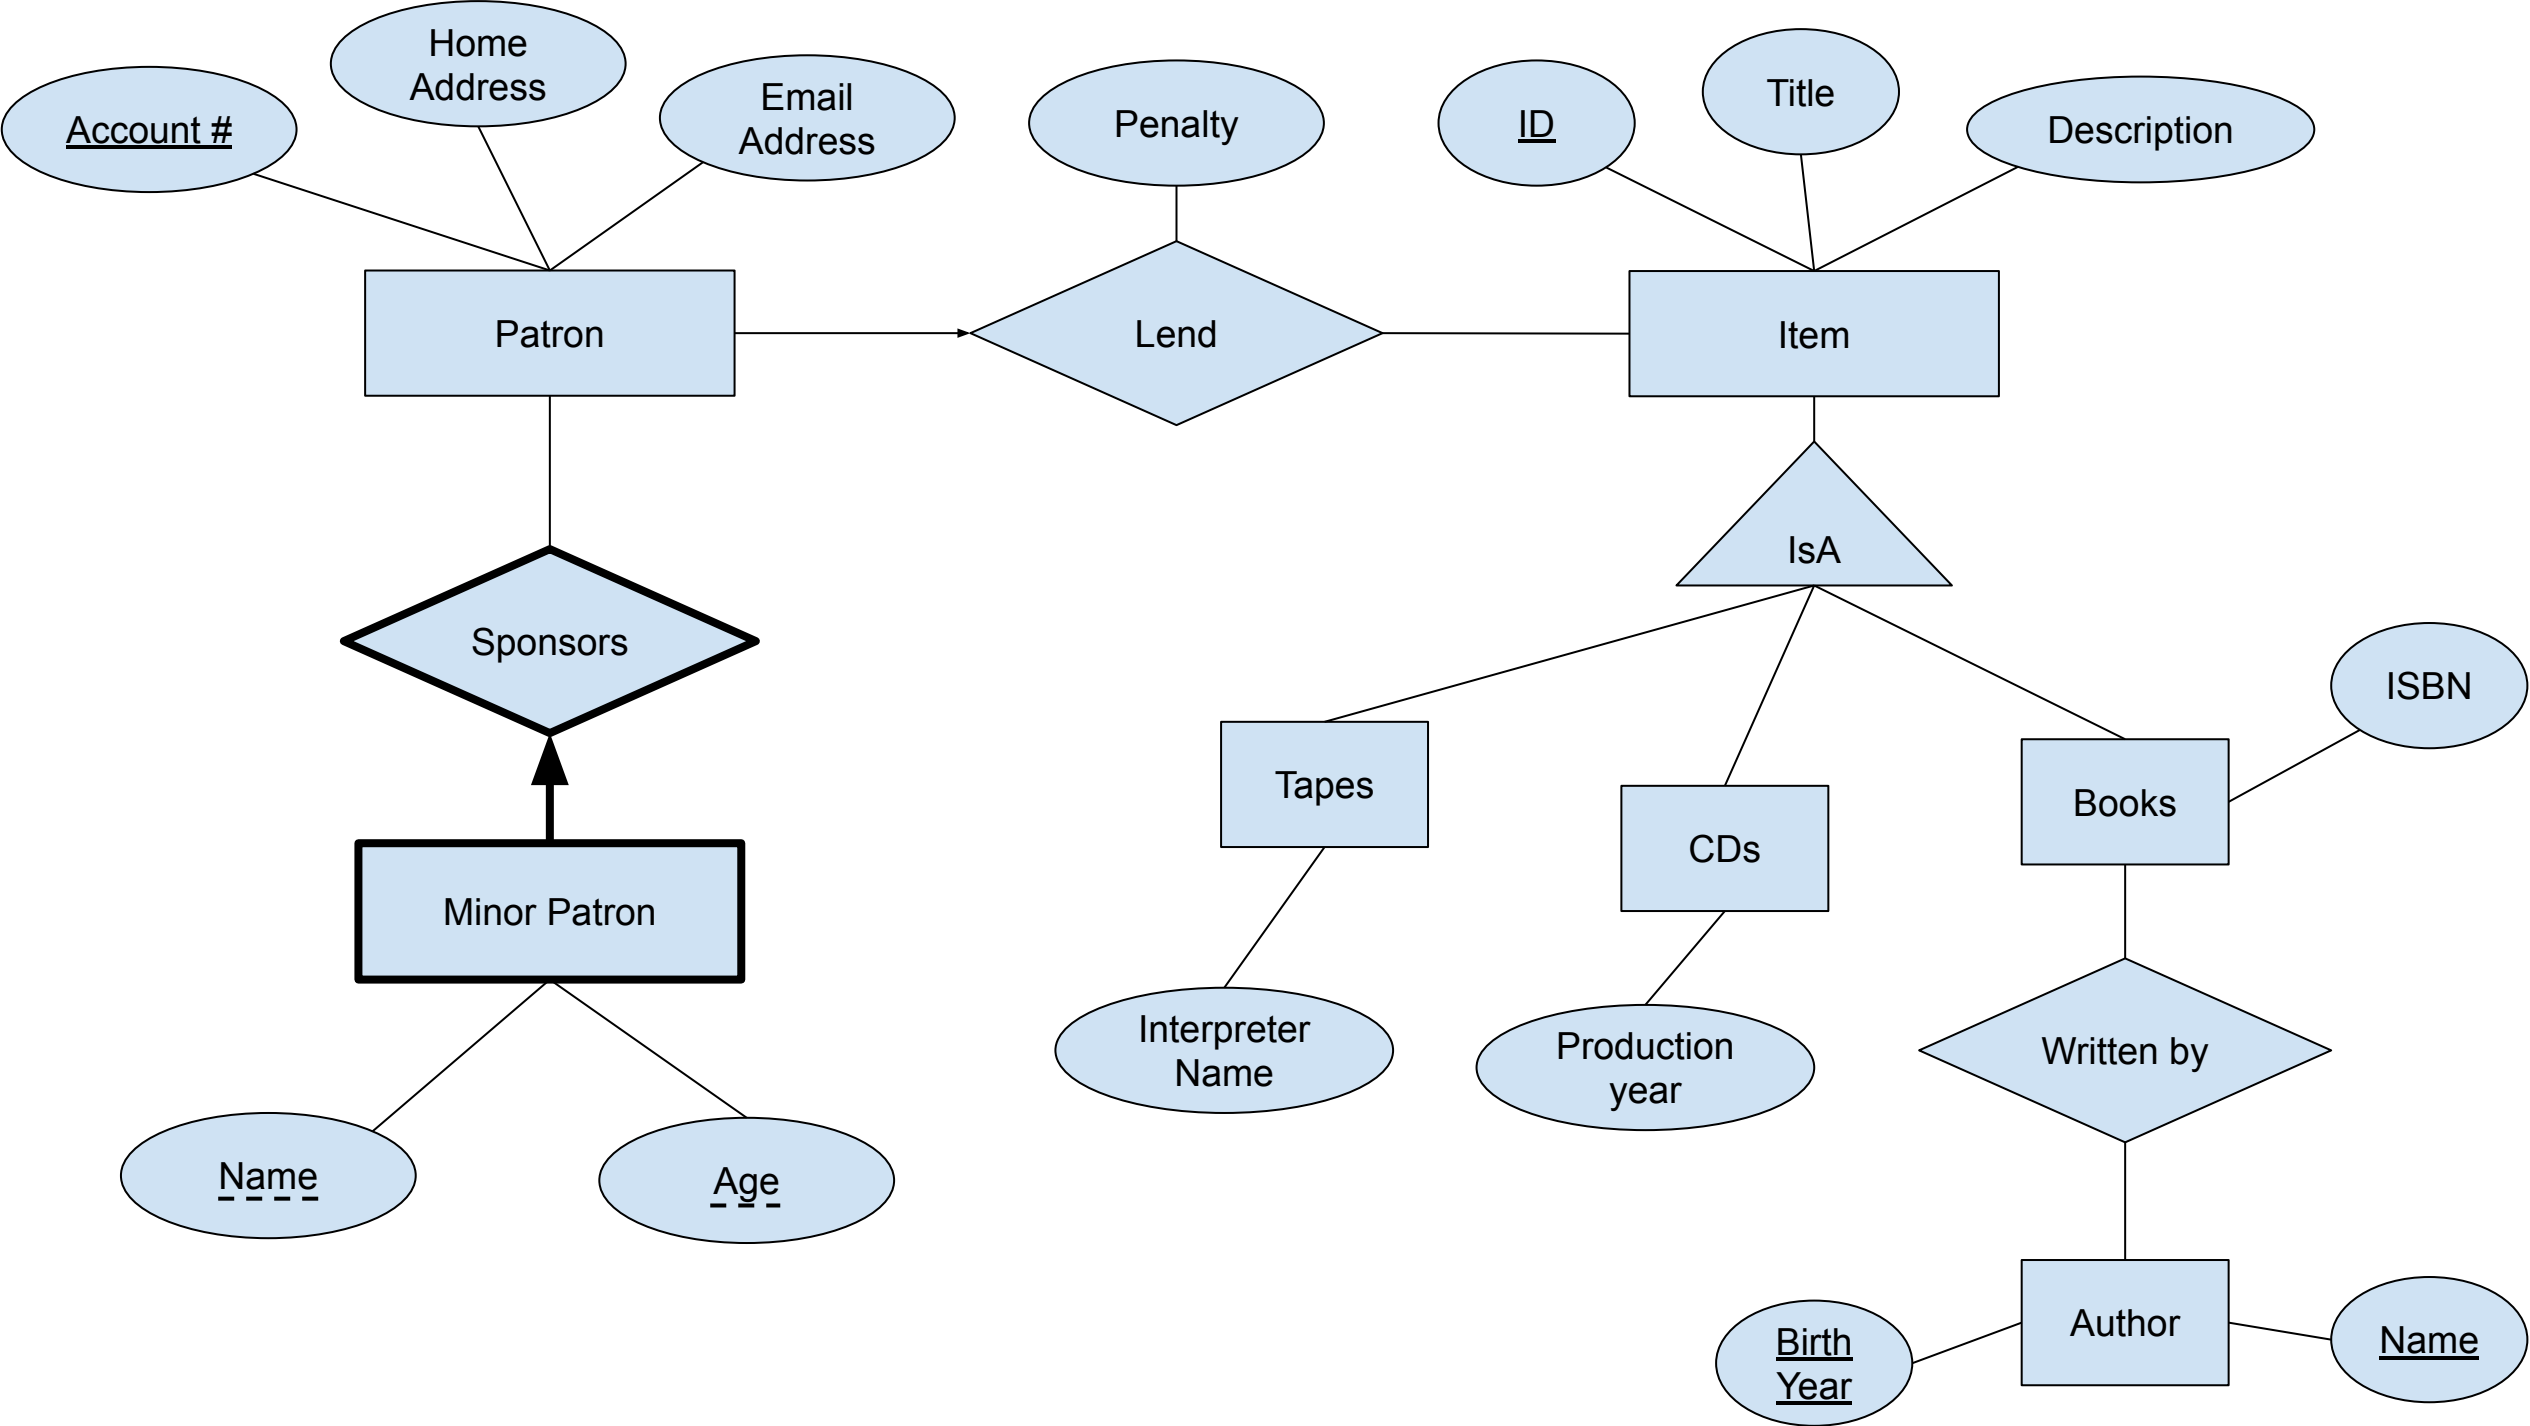 Home
Address
Account #
Email
Address
Penalty
ID
Title
Description
Patron
Lend
Item
IsA
Sponsors
ISBN
Tapes
CDs
Books
Minor Patron
Interpreter
Name
Production
year
Written by
Name
Age
Birth
Year
Author
Name